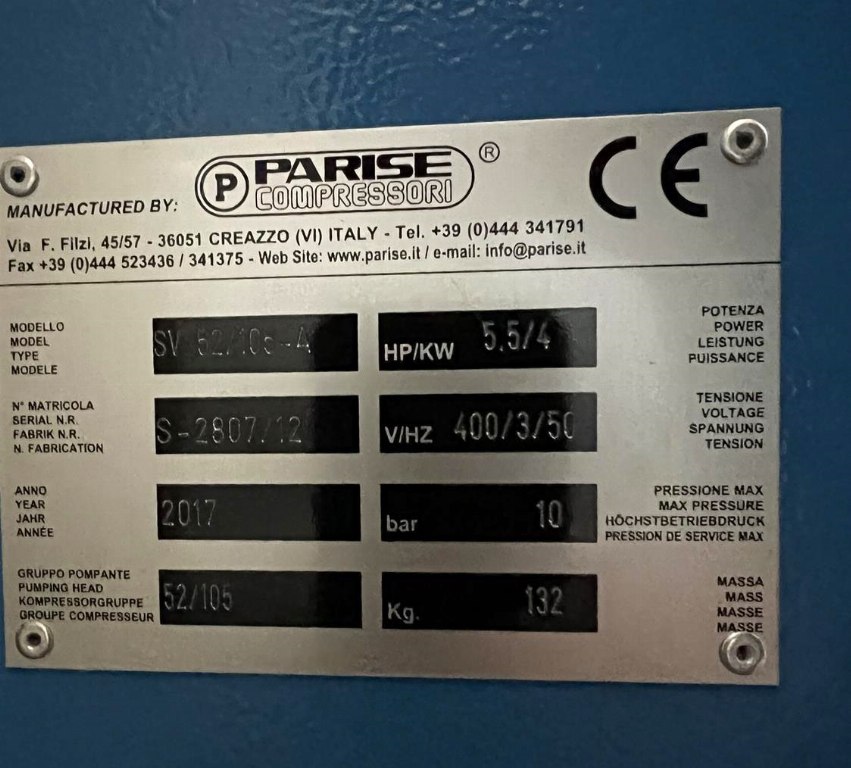 MANUFACTURED BY: P PARISE COMPRESSORI ® CE
Via F. Filzi, 45/57 - 36051 CREAZZO (VI) ITALY - Tel. +39 (0)444 341791
Fax +39 (0)444 523436 / 341375 - Web Site: www.parise.it / e-mail: info@parise.it
MODELLO
MODEL
TYPE
MODELE
SV 52/105-A
HP/KW 5.5/4
POTENZA
POWER
LEISTUNG
PUISSANCE
N° MATRICOLA
SERIAL N.R.
FABRIK N.R.
N. FABRICATION
S-2807/12
V/HZ 400/3/50
TENSIONE
VOLTAGE
SPANNUNG
TENSION
ANNO
YEAR
JAHR
ANNÉE
2017
bar 10
PRESSIONE MAX
MAX PRESSURE
HÖCHSTBETRIEBDRUCK
PRESSION DE SERVICE MAX
GRUPPO POMPANTE
PUMPING HEAD
KOMPRESSORGRUPPE
GROUPE COMPRESSEUR
52/105
Kg. 132
MASSA
MASS
MASSE
MASSE